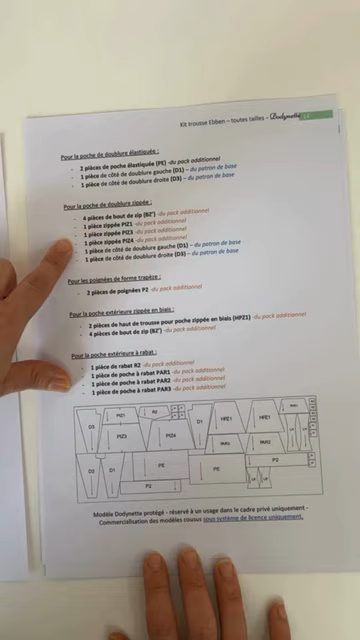 Kit trousse Ebben – toutes tailles - Dodynette
Pour la poche de doublure élastiquée :
- 2 pièces de poche élastiquée (PE) -du pack additionnel
- 1 pièce de côté de doublure gauche (D1) – du patron de base
- 1 pièce de côté de doublure droite (D3) – du patron de base
Pour la poche de doublure zippée :
- 4 pièces de bout de zip (BZ') -du pack additionnel
- 1 pièce zippée PIZ1 -du pack additionnel
- 1 pièce zippée PIZ3 -du pack additionnel
- 1 pièce zippée PIZ4 -du pack additionnel
- 1 pièce de côté de doublure gauche (D1) – du patron de base
- 1 pièce de côté de doublure droite (D3) – du patron de base
Pour les poignées de forme trapèze :
- 2 pièces de poignées P2 -du pack additionnel
Pour la poche extérieure zippée en biais :
- 2 pièces de haut de trousse pour poche zippée en biais (HPZ1) -du pack additionnel
- 4 pièces de bout de zip (BZ') -du pack additionnel
Pour la poche extérieure à rabat :
- 1 pièce de rabat R2 -du pack additionnel
- 1 pièce de poche à rabat PAR1 -du pack additionnel
- 1 pièce de poche à rabat PAR2 -du pack additionnel
- 1 pièce de poche à rabat PAR3 -du pack additionnel
D3 PIZ1 R2 D1 HPZ1 HPZ1
PIZ3 PIZ4 PAR2
D3 D1 PE PE P2
P2
Modèle Dodynette protégé - réservé à un usage dans le cadre privé uniquement -
Commercialisation des modèles cousus sous système de licence uniquement.